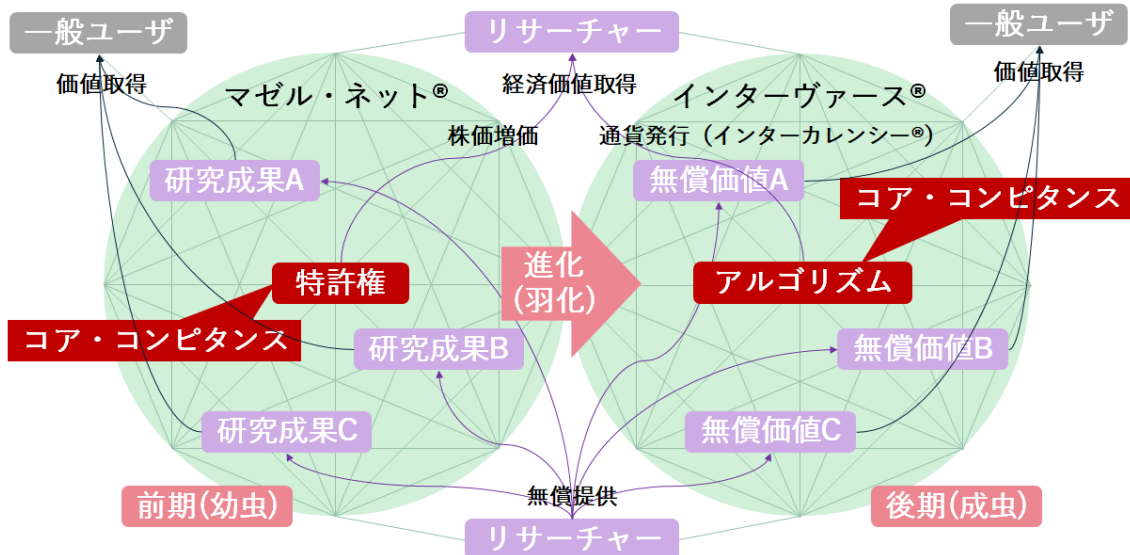 一般ユーザ
リサーチャー
一般ユーザ
価値取得
経済価値取得
価値取得
マゼル・ネット®
インターヴァース®
株価増価
通貨発行（インターカレンシー®）
研究成果A
無償価値A
コア・コンピタンス
特許権
進化
(羽化)
アルゴリズム
コア・コンピタンス
研究成果B
無償価値B
研究成果C
無償価値C
前期(幼虫)
無償提供
後期(成虫)
リサーチャー